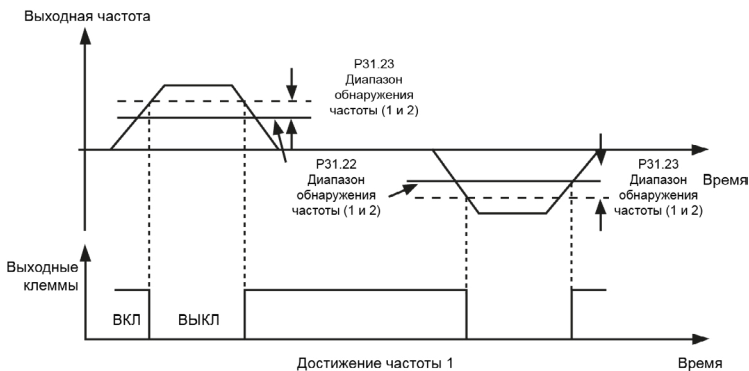 Выходная частота
P31.23
Диапазон
обнаружения
частоты (1 и 2)
P31.22
Диапазон
обнаружения
частоты (1 и 2)
P31.23
Диапазон
обнаружения
частоты (1 и 2)
Время
Выходные
клеммы
ВКЛ
ВЫКЛ
Достижение частоты 1
Время